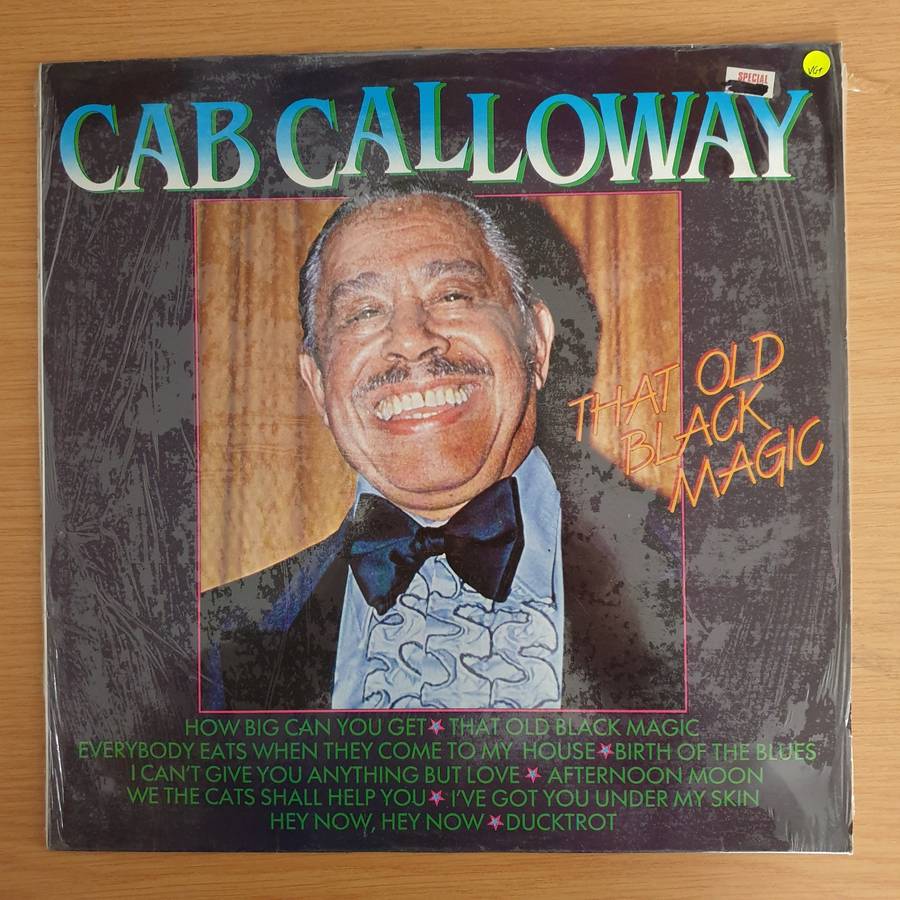 SPECIAL
VG+
CAB CALLOWAY
THAT OLD
BLACK
MAGIC
HOW BIG CAN YOU GET ★ THAT OLD BLACK MAGIC
EVERYBODY EATS WHEN THEY COME TO MY HOUSE ★ BIRTH OF THE BLUES
I CAN'T GIVE YOU ANYTHING BUT LOVE ★ AFTERNOON MOON
WE THE CATS SHALL HELP YOU ★ I'VE GOT YOU UNDER MY SKIN
HEY NOW, HEY NOW ★ DUCKTROT